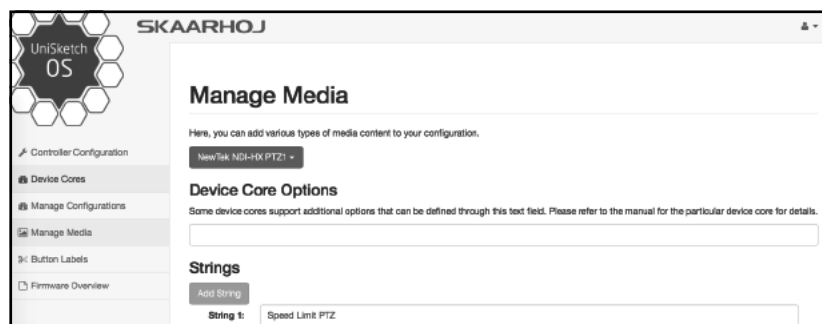 SKAARHOJ
UniSketch
OS
Controller Configuration
Device Cores
Manage Configurations
Manage Media
Button Labels
Firmware Overview
Manage Media
Here, you can add various types of media content to your configuration.
NewTek NDI-HX PTZ1
Device Core Options
Some device cores support additional options that can be defined through this text field. Please refer to the manual for the particular device core for details.
Strings
Add String
String 1: Speed Limit PTZ